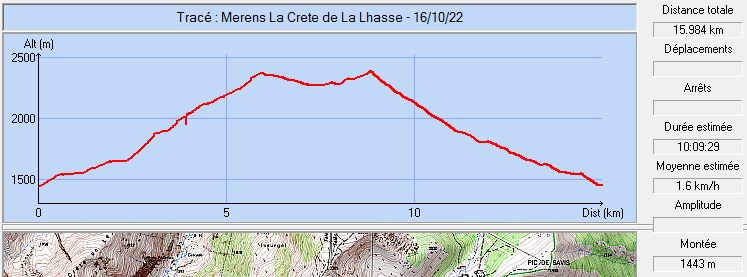 Tracé : Merens La Crete de La Lhasse - 16/10/22
Alt (m)
2500
2000
1500
0
5
10
Dist (km)
Distance totale
15.984 km
Déplacements
Arrêts
Durée estimée
10:09:29
Moyenne estimée
1.6 km/h
Amplitude
Montée
1443 m
PIC DE SAVIS